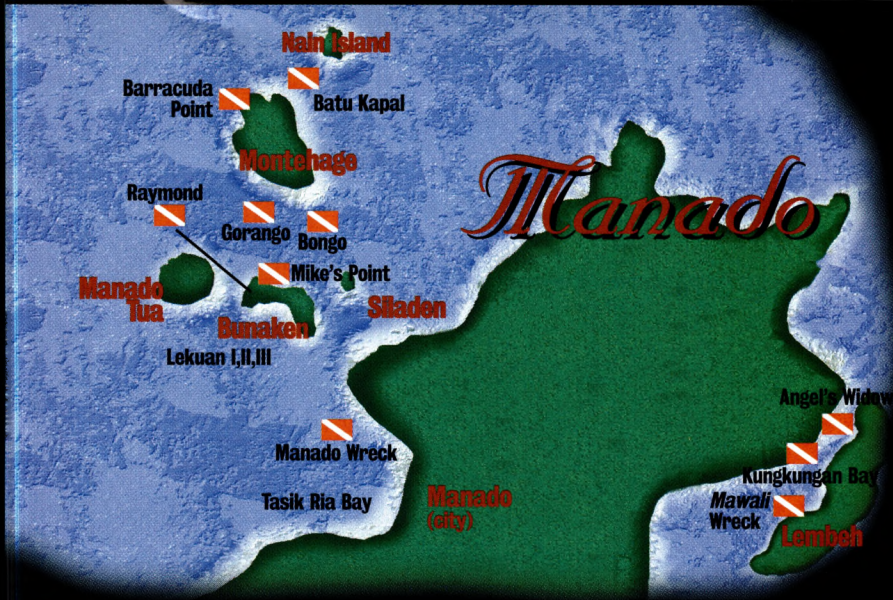 Nain Island
Barracuda
Point
Batu Kapal
Montehage
Manado
Raymond
Gorango
Bongo
Mike's Point
Manado
Tua
Siladen
Bunaken
Lekuan I,II,III
Angel's Widow
Manado Wreck
Kungkungan Bay
Tasik Ria Bay
Manado
(city)
Mawali
Wreck
Lembeh